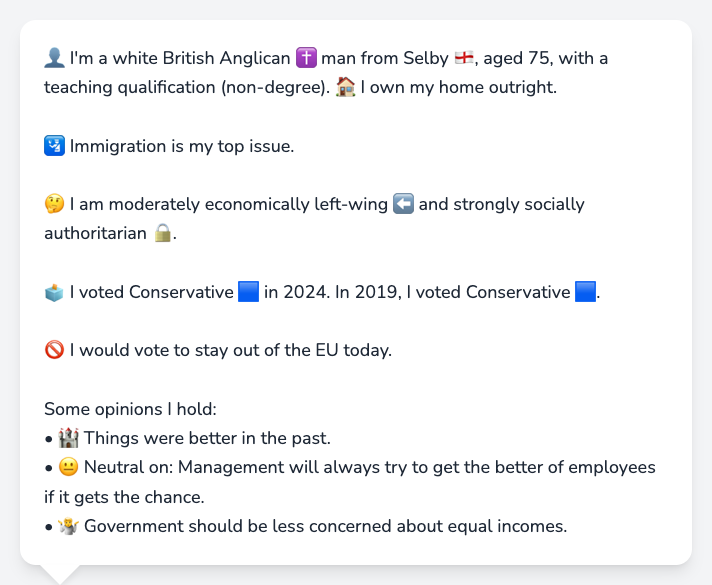 👤 I'm a white British Anglican ✝️ man from Selby 🏴󠁧󠁢󠁥󠁮󠁧󠁿, aged 75, with a
teaching qualification (non-degree). 🏠 I own my home outright.
🛂 Immigration is my top issue.
🤔 I am moderately economically left-wing ⬅️ and strongly socially
authoritarian 🔒.
🗳️ I voted Conservative 🟦 in 2024. In 2019, I voted Conservative 🟦.
🚫 I would vote to stay out of the EU today.
Some opinions I hold:
• 🏰 Things were better in the past.
• 😐 Neutral on: Management will always try to get the better of employees
if it gets the chance.
• 🤷 Government should be less concerned about equal incomes.